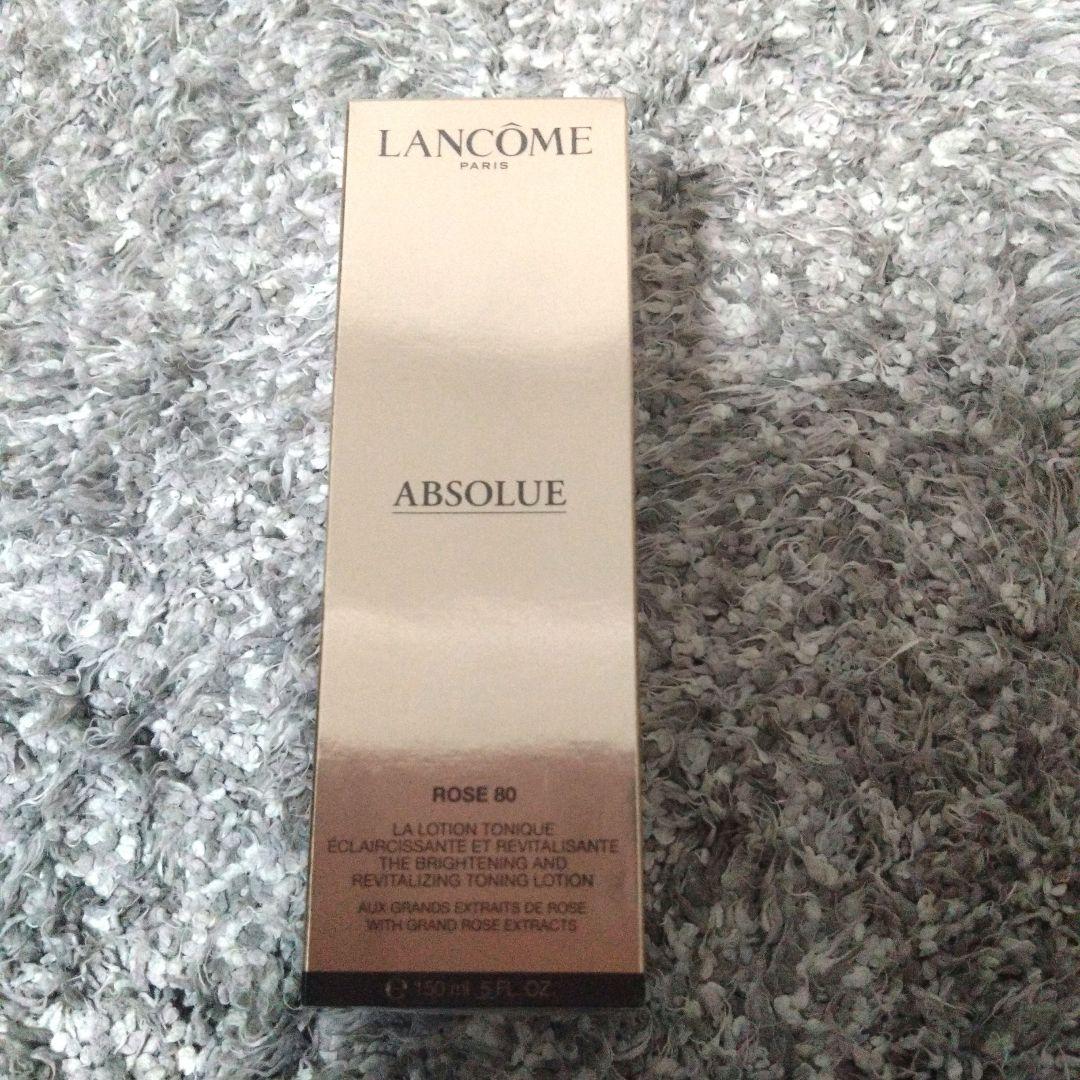 LANCÔME
PARIS
ABSOLUE
ROSE 80
LA LOTION TONIQUE
ÉCLAIRCISSANTE ET REVITALISANTE
THE BRIGHTENING AND
REVITALIZING TONING LOTION
AUX GRANDS EXTRAITS DE ROSE
WITH GRAND ROSE EXTRACTS
℮ 150 ml 5 FL.OZ.